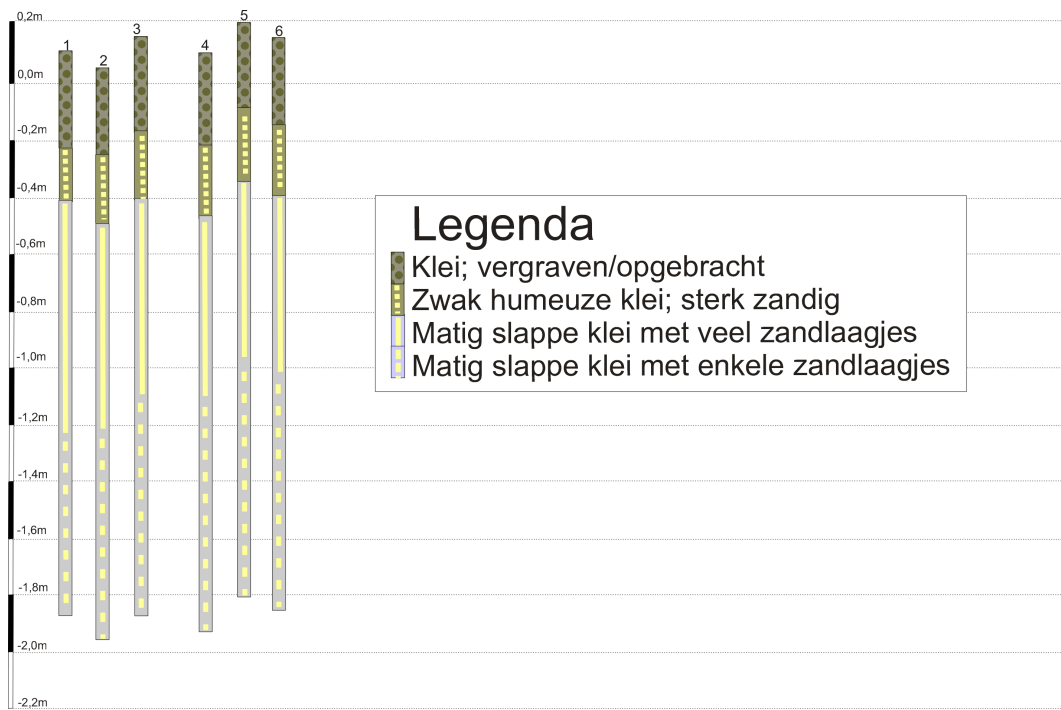 0,2m
0,0m
-0,2m
-0,4m
-0,6m
-0,8m
-1,0m
-1,2m
-1,4m
-1,6m
-1,8m
-2,0m
-2,2m
1
2
3
4
5
6
Legenda
Klei; vergraven/opgebracht
Zwak humeuze klei; sterk zandig
Matig slappe klei met veel zandlaagjes
Matig slappe klei met enkele zandlaagjes